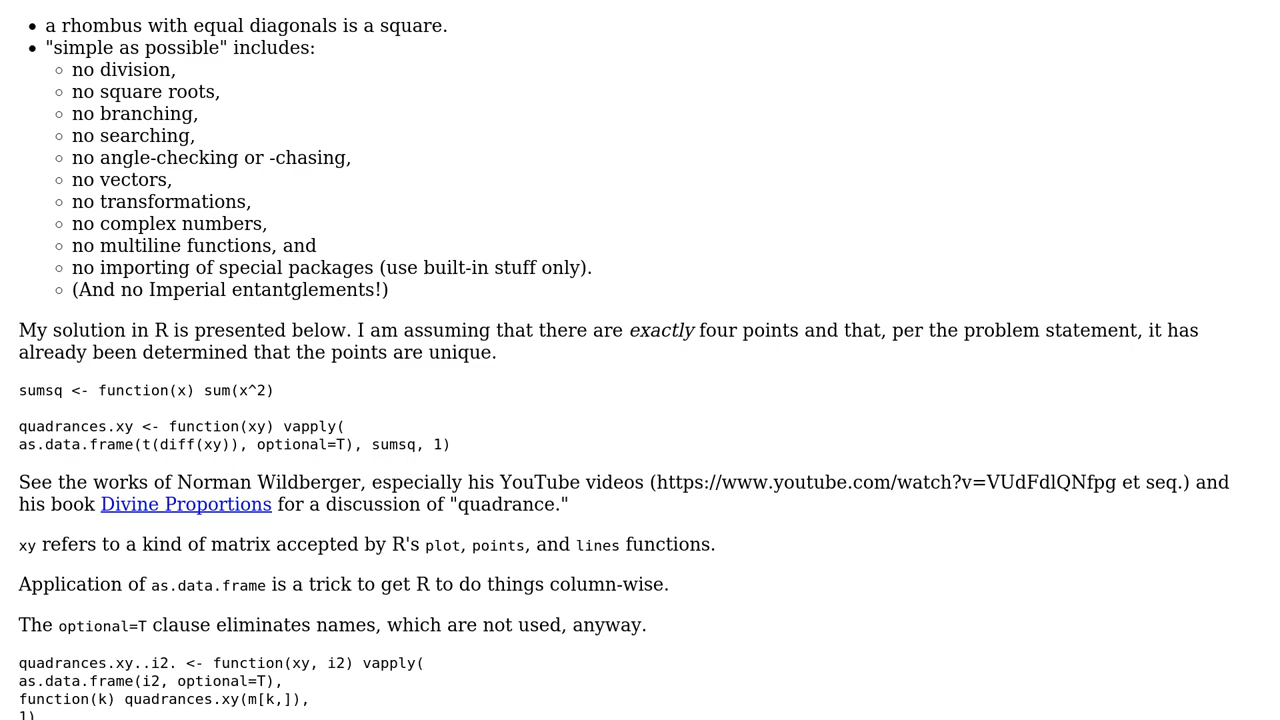 a rhombus with equal diagonals is a square.
"simple as possible" includes:
no division,
no square roots,
no branching,
no searching,
no angle-checking or -chasing,
no vectors,
no transformations,
no complex numbers,
no multiline functions, and
no importing of special packages (use built-in stuff only).
(And no Imperial entantglements!)
My solution in R is presented below. I am assuming that there are exactly four points and that, per the problem statement, it has
already been determined that the points are unique.
sumsq <- function(x) sum(x^2)
quadrances.xy <- function(xy) vapply(
as.data.frame(t(diff(xy)), optional=T), sumsq, 1)
See the works of Norman Wildberger, especially his YouTube videos (https://www.youtube.com/watch?v=VUdFdlQNfpg et seq.) and
his book Divine Proportions for a discussion of "quadrance."
xy refers to a kind of matrix accepted by R's plot, points, and lines functions.
Application of as.data.frame is a trick to get R to do things column-wise.
The optional=T clause eliminates names, which are not used, anyway.
quadrances.xy..i2. <- function(xy, i2) vapply(
as.data.frame(i2, optional=T),
function(k) quadrances.xy(m[k,]),
1)